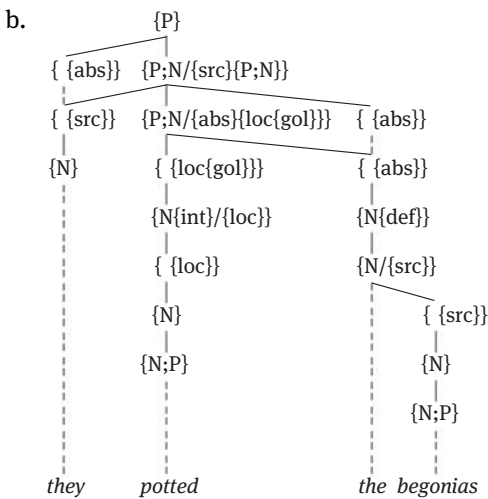 b.
{P}
{ {abs}} {P;N/{src}{P;N}}
{ {src}} {P;N/{abs}{loc{gol}}} { {abs}}
{N} { {loc{gol}}} { {abs}}
{N{int}/{loc}} {N{def}}
{ {loc}} {N/{src}}
{N} { {src}}
{N;P} {N}
{N;P}
they potted the begonias